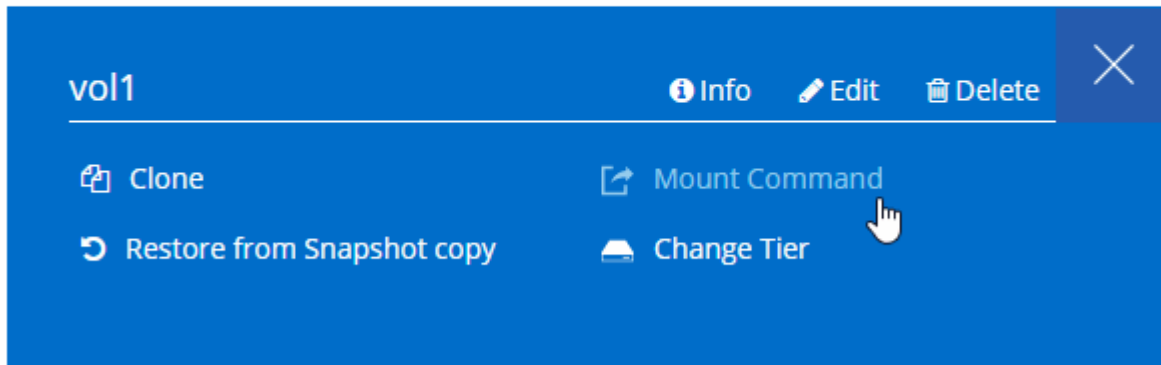 vol1 Info Edit Delete
Clone Mount Command
Restore from Snapshot copy Change Tier